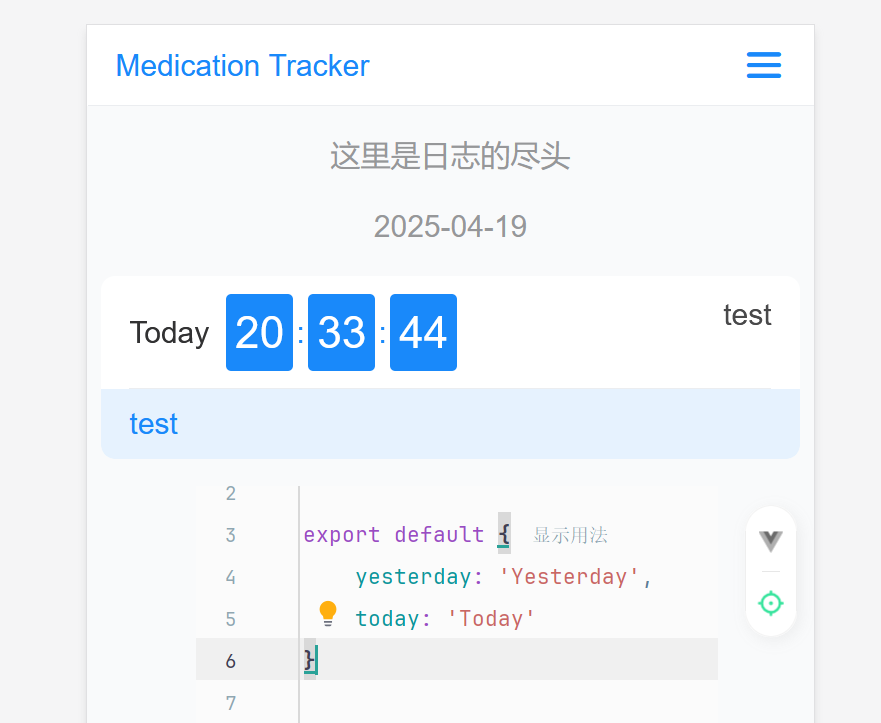 Medication Tracker
这里是日志的尽头
2025-04-19
Today 20:33:44 test
test
2
3 export default { 显示用法
4 yesterday: 'Yesterday',
5 today: 'Today'
6 }
7